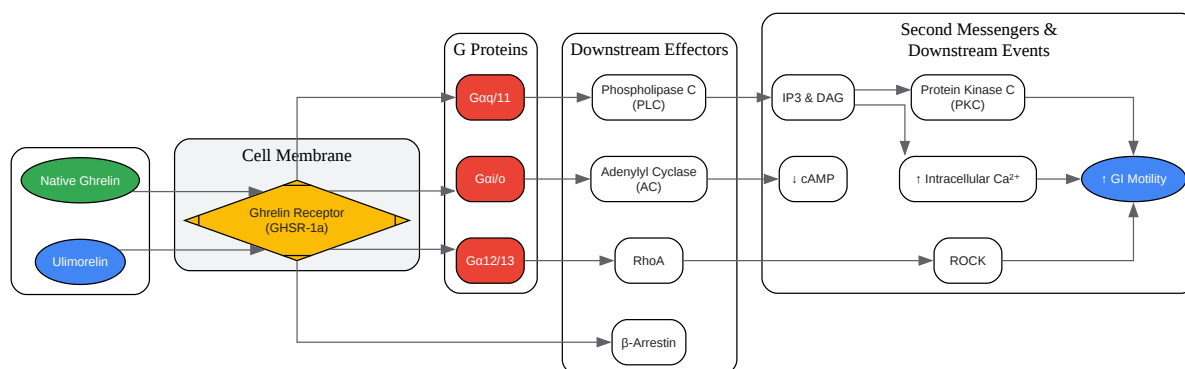 Second Messengers &
Downstream Events
G Proteins
Downstream Effectors
Gαq/11
Phospholipase C
(PLC)
IP3 & DAG
Protein Kinase C
(PKC)
Cell Membrane
Native Ghrelin
Gαi/o
Adenylyl Cyclase
(AC)
↓ cAMP
↑ Intracellular Ca²⁺
↑ GI Motility
Ghrelin Receptor
(GHSR-1a)
Ulimorelin
Gα12/13
RhoA
ROCK
β-Arrestin